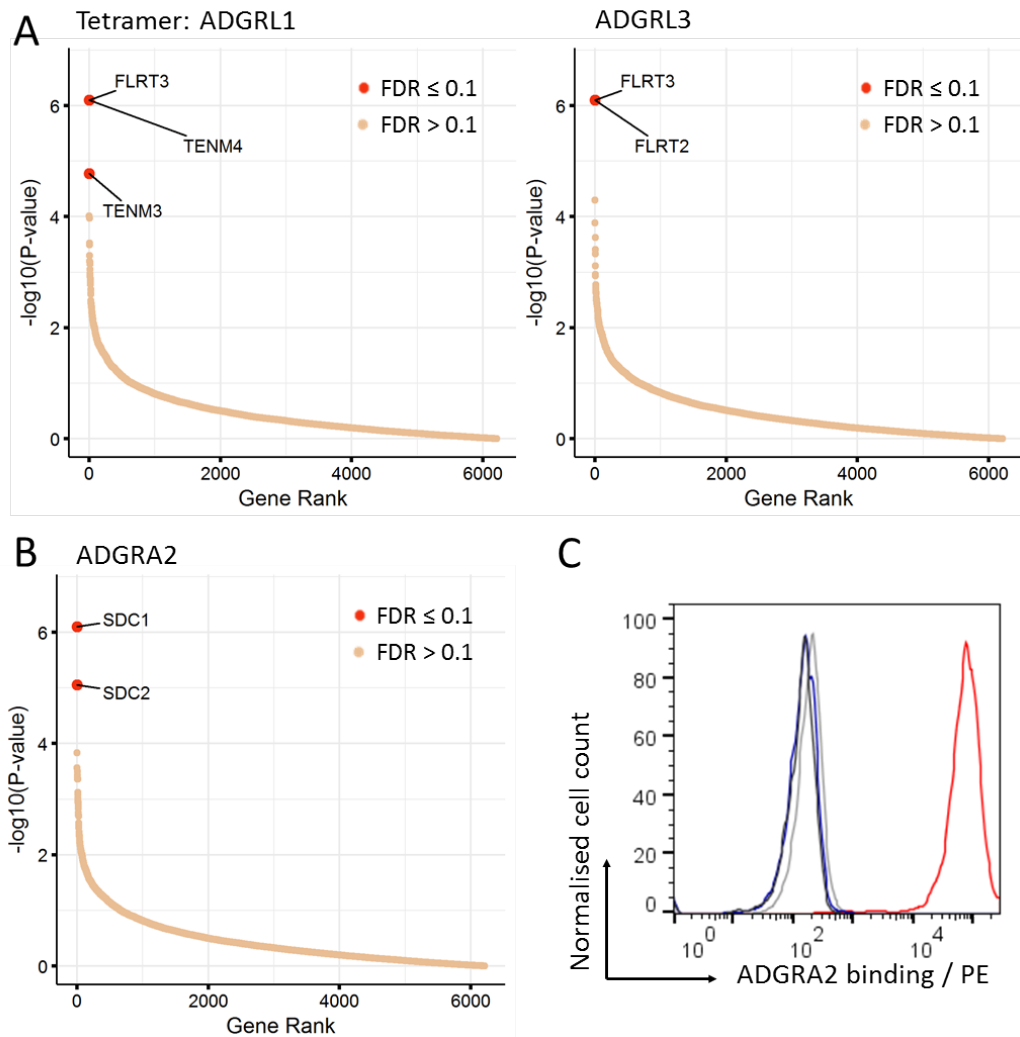 A
Tetramer: ADGRL1
-log10(P-value)
6
4
2
0
FLRT3
TENM4
TENM3
FDR ≤ 0.1
FDR > 0.1
0 2000 4000 6000
Gene Rank
ADGRL3
-log10(P-value)
6
4
2
0
FLRT3
FLRT2
FDR ≤ 0.1
FDR > 0.1
0 2000 4000 6000
Gene Rank
B
ADGRA2
-log10(P-value)
6
4
2
0
SDC1
SDC2
FDR ≤ 0.1
FDR > 0.1
0 2000 4000 6000
Gene Rank
C
Normalised cell count
100
80
60
40
20
0
10^0 10^2 10^4
ADGRA2 binding / PE